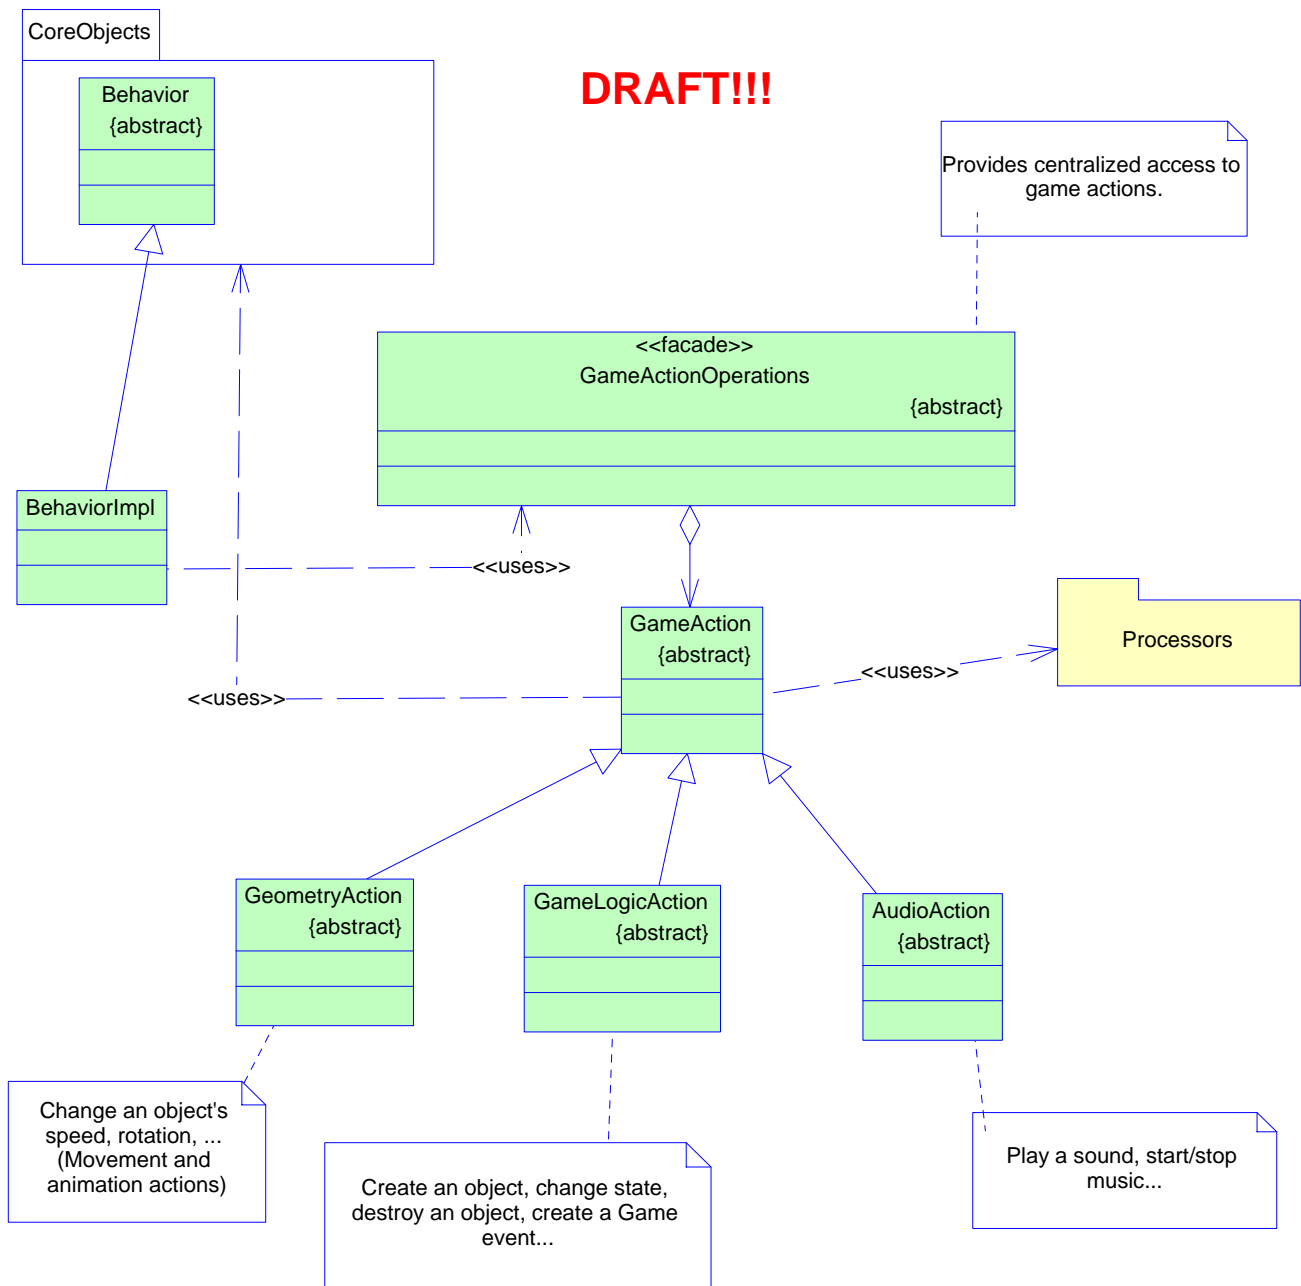 CoreObjects
DRAFT!!!
Behavior
{abstract}
Provides centralized access to
game actions.
<<facade>>
GameActionOperations
{abstract}
BehaviorImpl
<<uses>>
GameAction
{abstract}
Processors
<<uses>>
<<uses>>
GeometryAction
{abstract}
GameLogicAction
{abstract}
AudioAction
{abstract}
Change an object's
speed, rotation, ...
(Movement and
animation actions)
Create an object, change state,
destroy an object, create a Game
event...
Play a sound, start/stop
music...